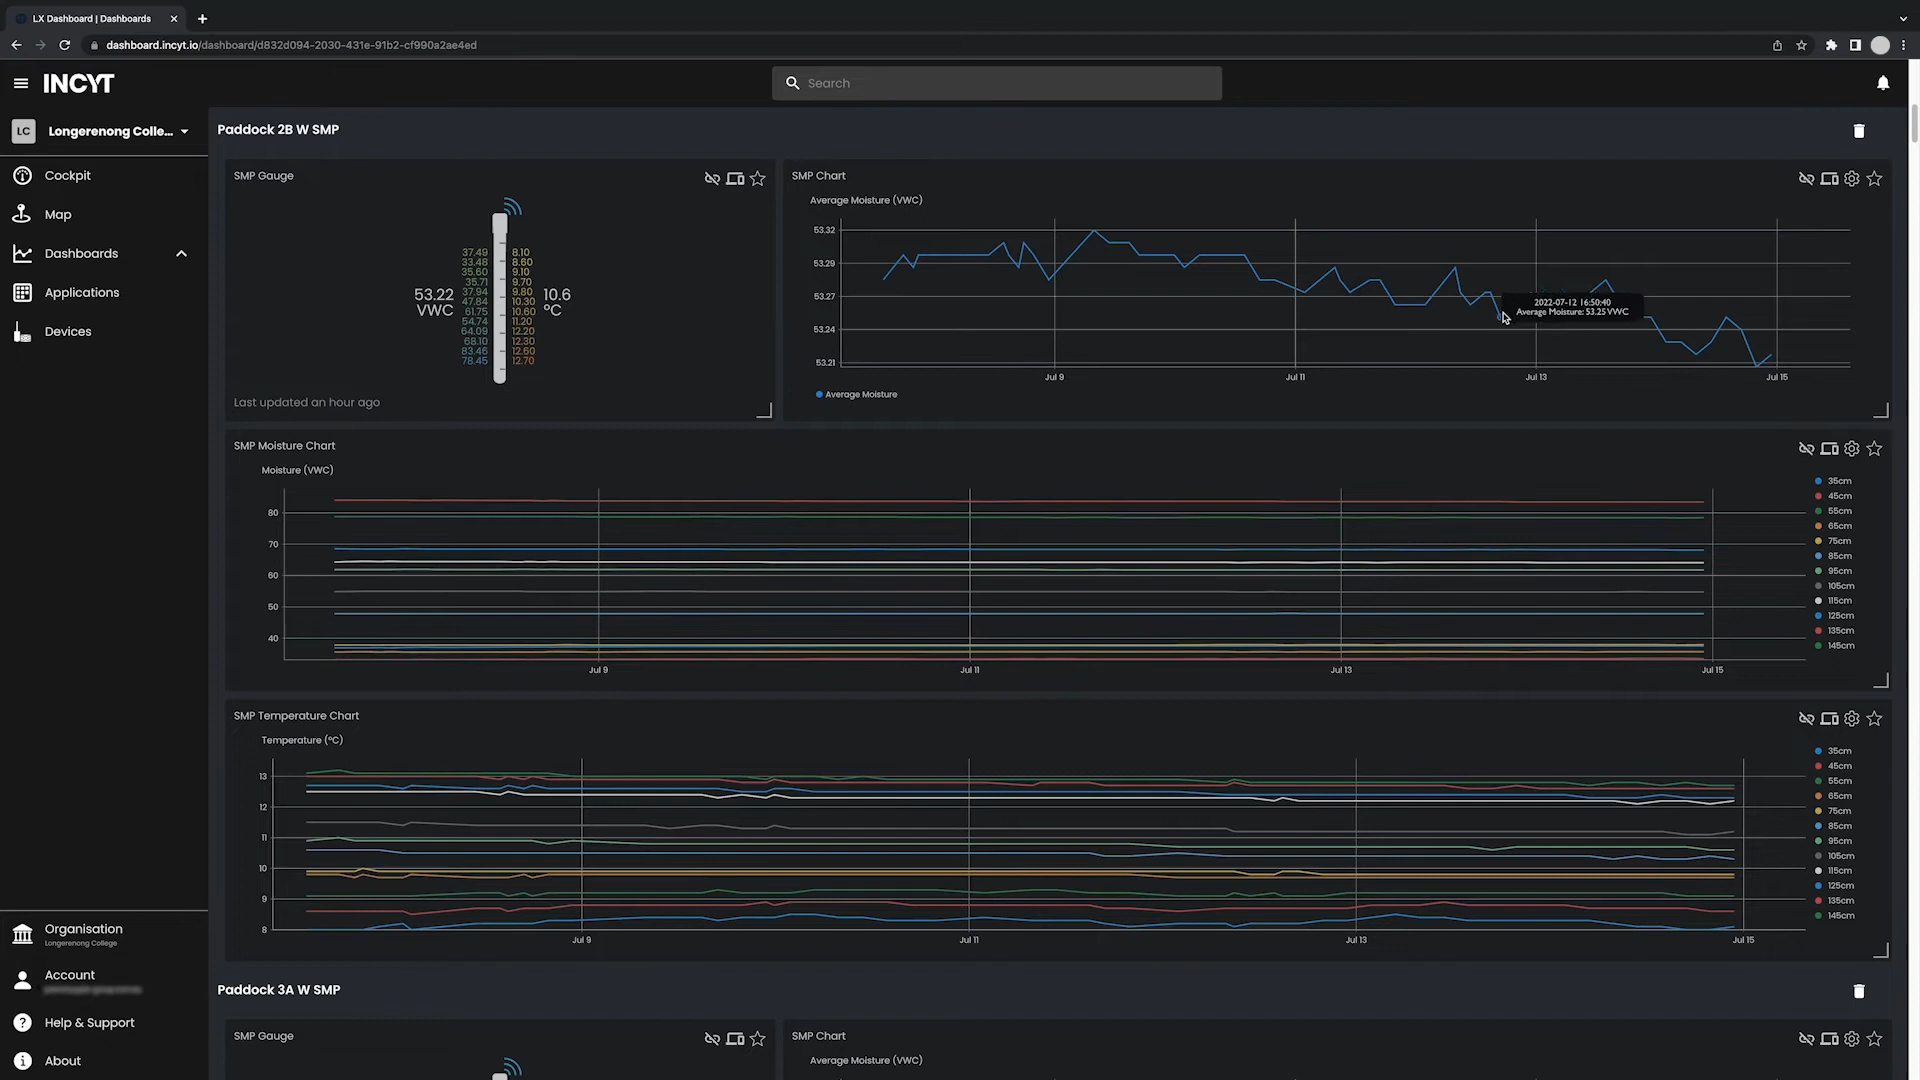 LX Dashboard | Dashboards
dashboard.incyt.io/dashboard/d832d094-2030-431e-91b2-cf990a2ae4ed
INCYT
Search
LC Longerenong Colle...
Cockpit
Map
Dashboards
Applications
Devices
Organisation
Longerenong College
Account
Help & Support
About
Paddock 2B W SMP
SMP Gauge
53.22
VWC
37.49 8.10
33.48 8.60
35.60 9.10
35.71 9.70
37.94 9.80
47.84 10.30
61.75 10.60
54.74 11.20
64.09 12.20
68.10 12.30
83.46 12.60
78.45 12.70
10.6
°C
Last updated an hour ago
SMP Chart
Average Moisture (VWC)
53.32
53.29
53.27
53.24
53.21
2022-07-12 16:50:40
Average Moisture: 53.25 VWC
Jul 9 Jul 11 Jul 13 Jul 15
Average Moisture
SMP Moisture Chart
Moisture (VWC)
80
70
60
50
40
Jul 9 Jul 11 Jul 13 Jul 15
35cm
45cm
55cm
65cm
75cm
85cm
95cm
105cm
115cm
125cm
135cm
145cm
SMP Temperature Chart
Temperature (°C)
13
12
11
10
9
8
Jul 9 Jul 11 Jul 13 Jul 15
35cm
45cm
55cm
65cm
75cm
85cm
95cm
105cm
115cm
125cm
135cm
145cm
Paddock 3A W SMP
SMP Gauge
SMP Chart
Average Moisture (VWC)